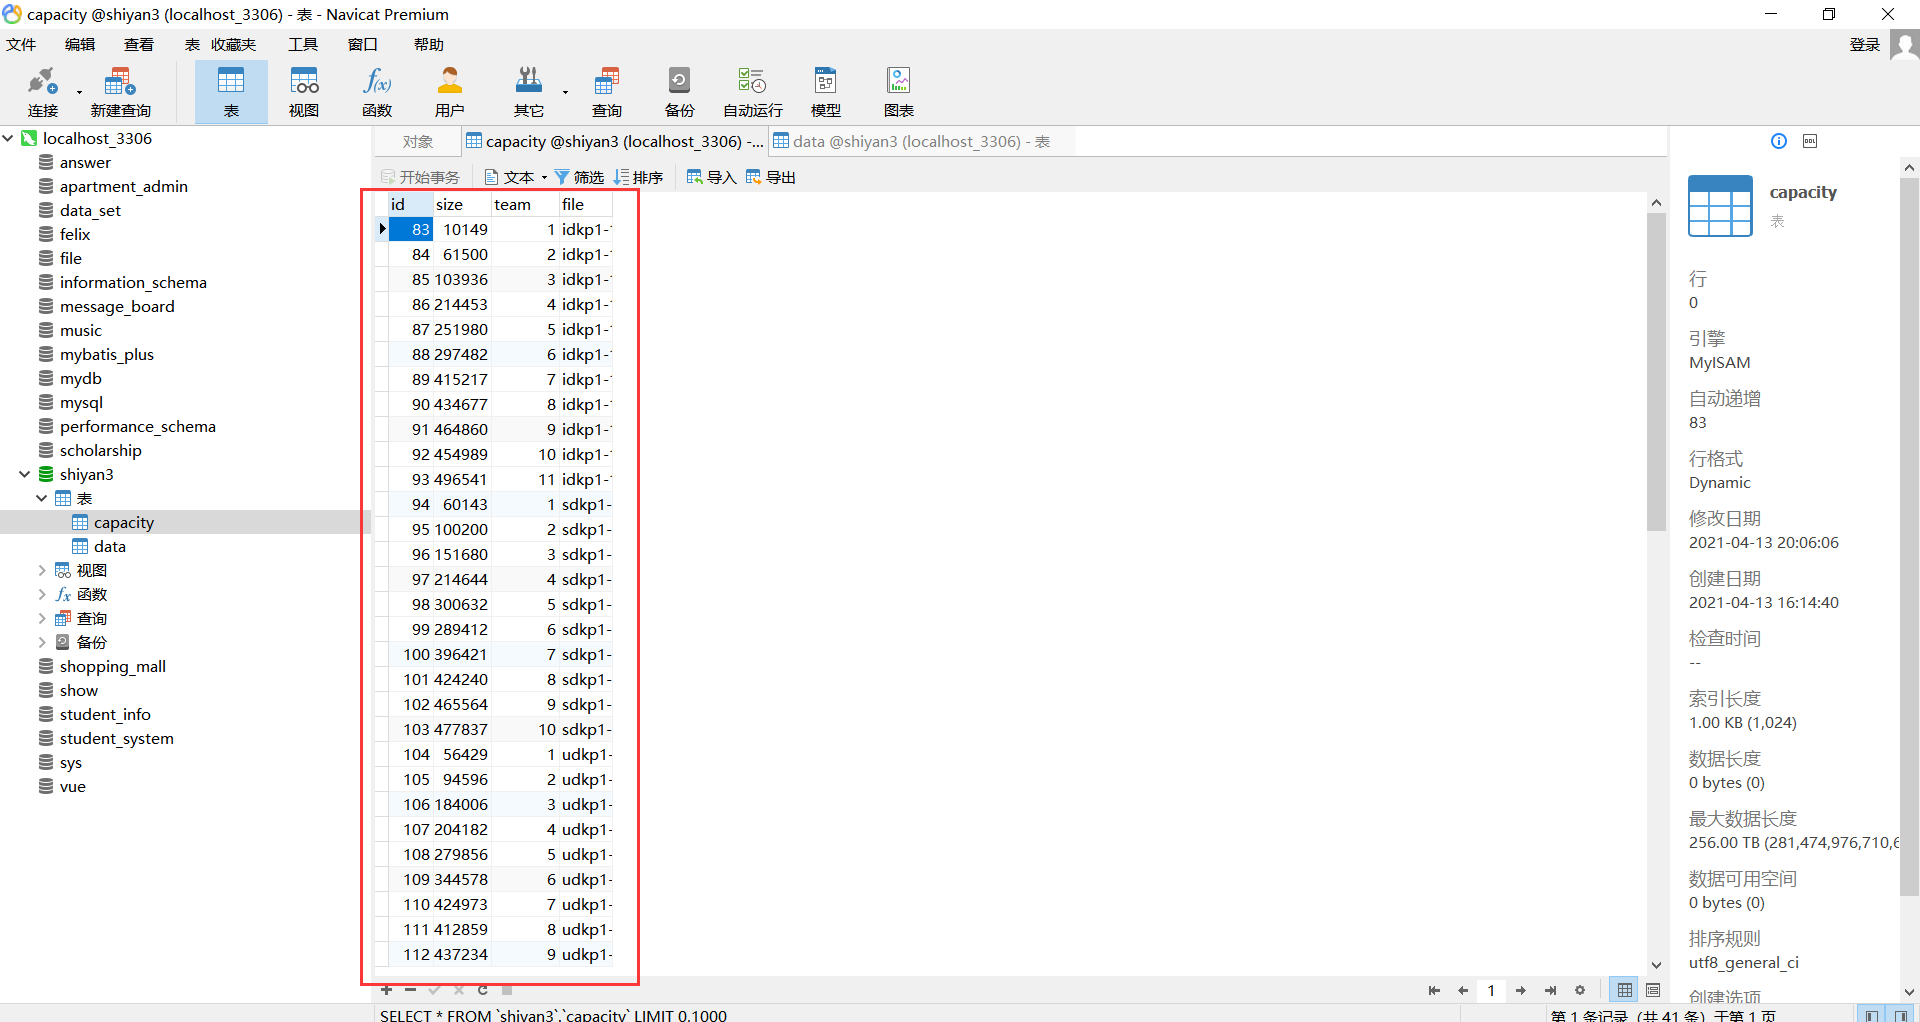 capacity @shiyan3 (localhost_3306) - 表 - Navicat Premium
文件 编辑 查看 表 收藏夹 工具 窗口 帮助 登录
连接 新建查询 表 视图 函数 用户 其它 查询 备份 自动运行 模型 图表
localhost_3306
answer
apartment_admin
data_set
felix
file
information_schema
message_board
music
mybatis_plus
mydb
mysql
performance_schema
scholarship
shiyan3
表
capacity
data
视图
函数
查询
备份
shopping_mall
show
student_info
student_system
sys
vue
对象 capacity @shiyan3 (localhost_3306) -... data @shiyan3 (localhost_3306) - 表
开始事务 文本 筛选 排序 导入 导出
id size team file
83 10149 1 idkp1-
84 61500 2 idkp1-
85 103936 3 idkp1-
86 214453 4 idkp1-
87 251980 5 idkp1-
88 297482 6 idkp1-
89 415217 7 idkp1-
90 434677 8 idkp1-
91 464860 9 idkp1-
92 454989 10 idkp1-
93 496541 11 idkp1-
94 60143 1 sdkp1-
95 100200 2 sdkp1-
96 151680 3 sdkp1-
97 214644 4 sdkp1-
98 300632 5 sdkp1-
99 289412 6 sdkp1-
100 396421 7 sdkp1-
101 424240 8 sdkp1-
102 465564 9 sdkp1-
103 477837 10 sdkp1-
104 56429 1 udkp1-
105 94596 2 udkp1-
106 184006 3 udkp1-
107 204182 4 udkp1-
108 279856 5 udkp1-
109 344578 6 udkp1-
110 424973 7 udkp1-
111 412859 8 udkp1-
112 437234 9 udkp1-
1
SELECT * FROM `shiyan3`.`capacity` LIMIT 0,1000
第 1 条记录 (共 41 条) 于第 1 页
capacity
表
行
0
引擎
MyISAM
自动递增
83
行格式
Dynamic
修改日期
2021-04-13 20:06:06
创建日期
2021-04-13 16:14:40
检查时间
--
索引长度
1.00 KB (1,024)
数据长度
0 bytes (0)
最大数据长度
256.00 TB (281,474,976,710,6
数据可用空间
0 bytes (0)
排序规则
utf8_general_ci
创建选项